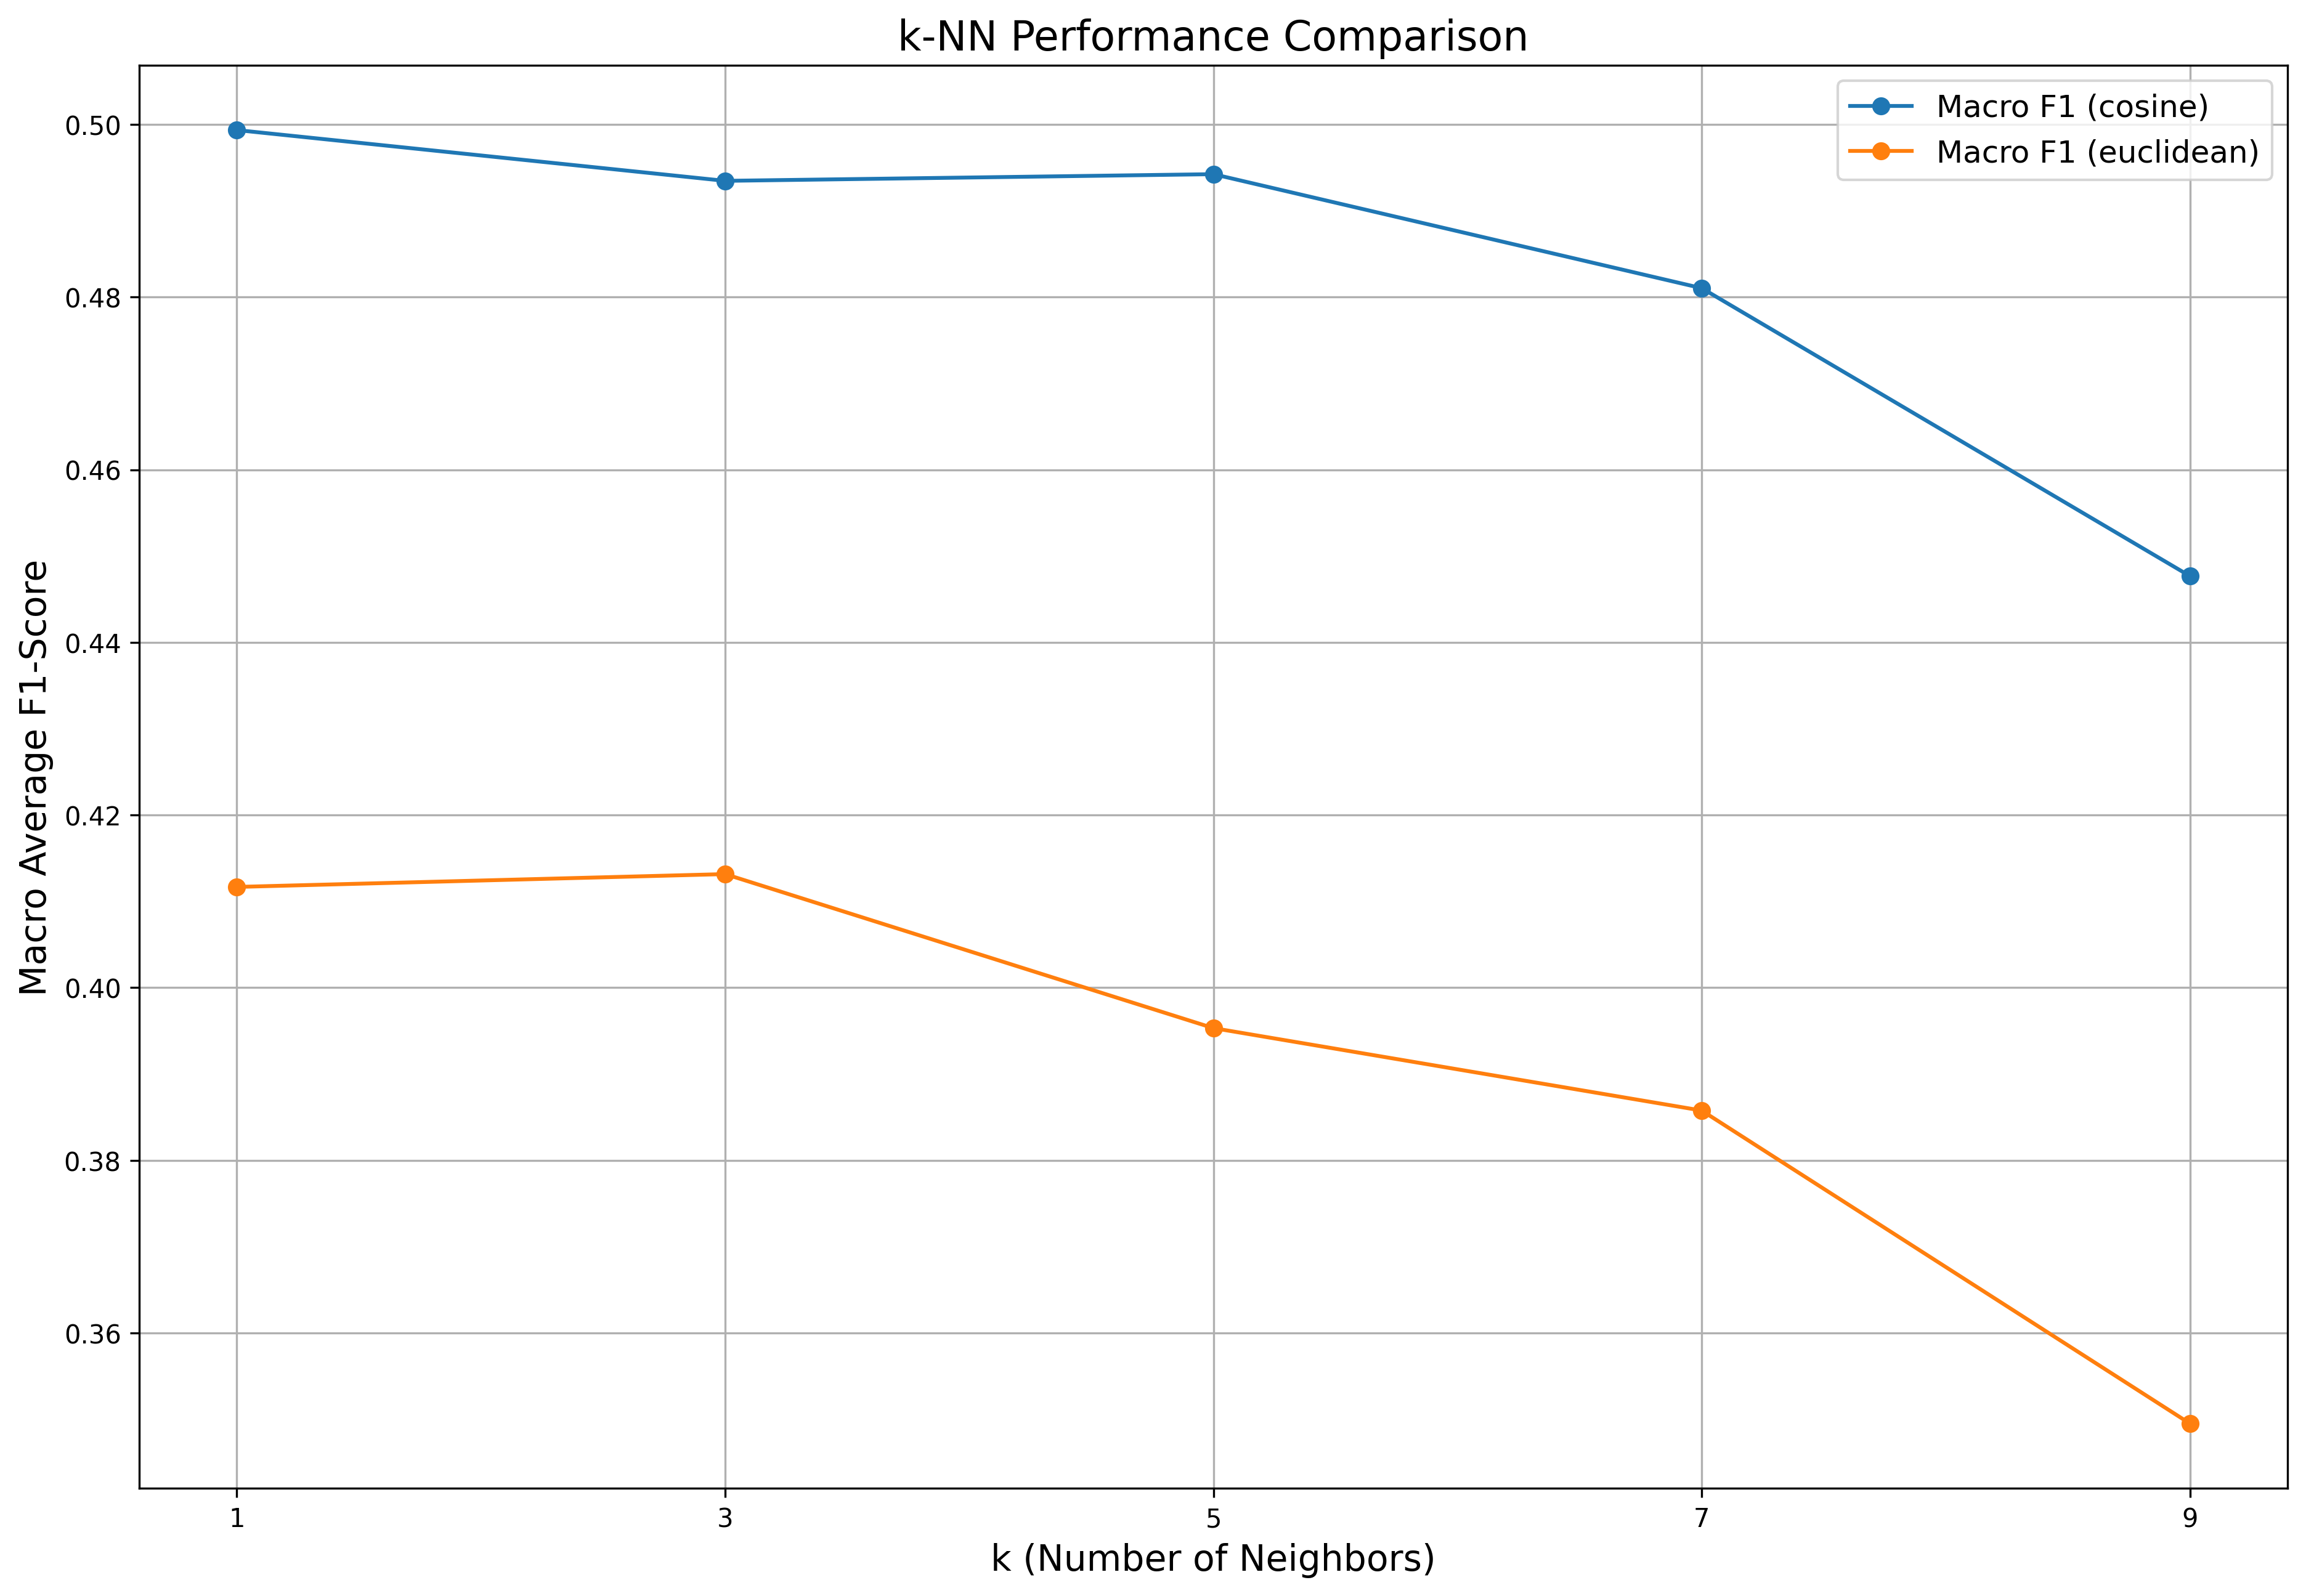 k-NN Performance Comparison
Macro F1 (cosine)
Macro F1 (euclidean)
Macro Average F1-Score
0.50
0.48
0.46
0.44
0.42
0.40
0.38
0.36
1 3 5 7 9
k (Number of Neighbors)